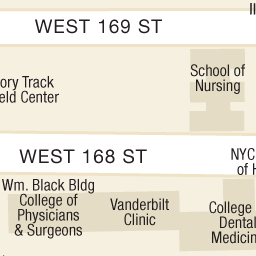 WEST 169 ST
School of
Nursing
ory Track
eld Center
WEST 168 ST
NYC
of H
Wm. Black Bldg
College of
Physicians
& Surgeons
Vanderbilt
Clinic
College
Dental
Medicin